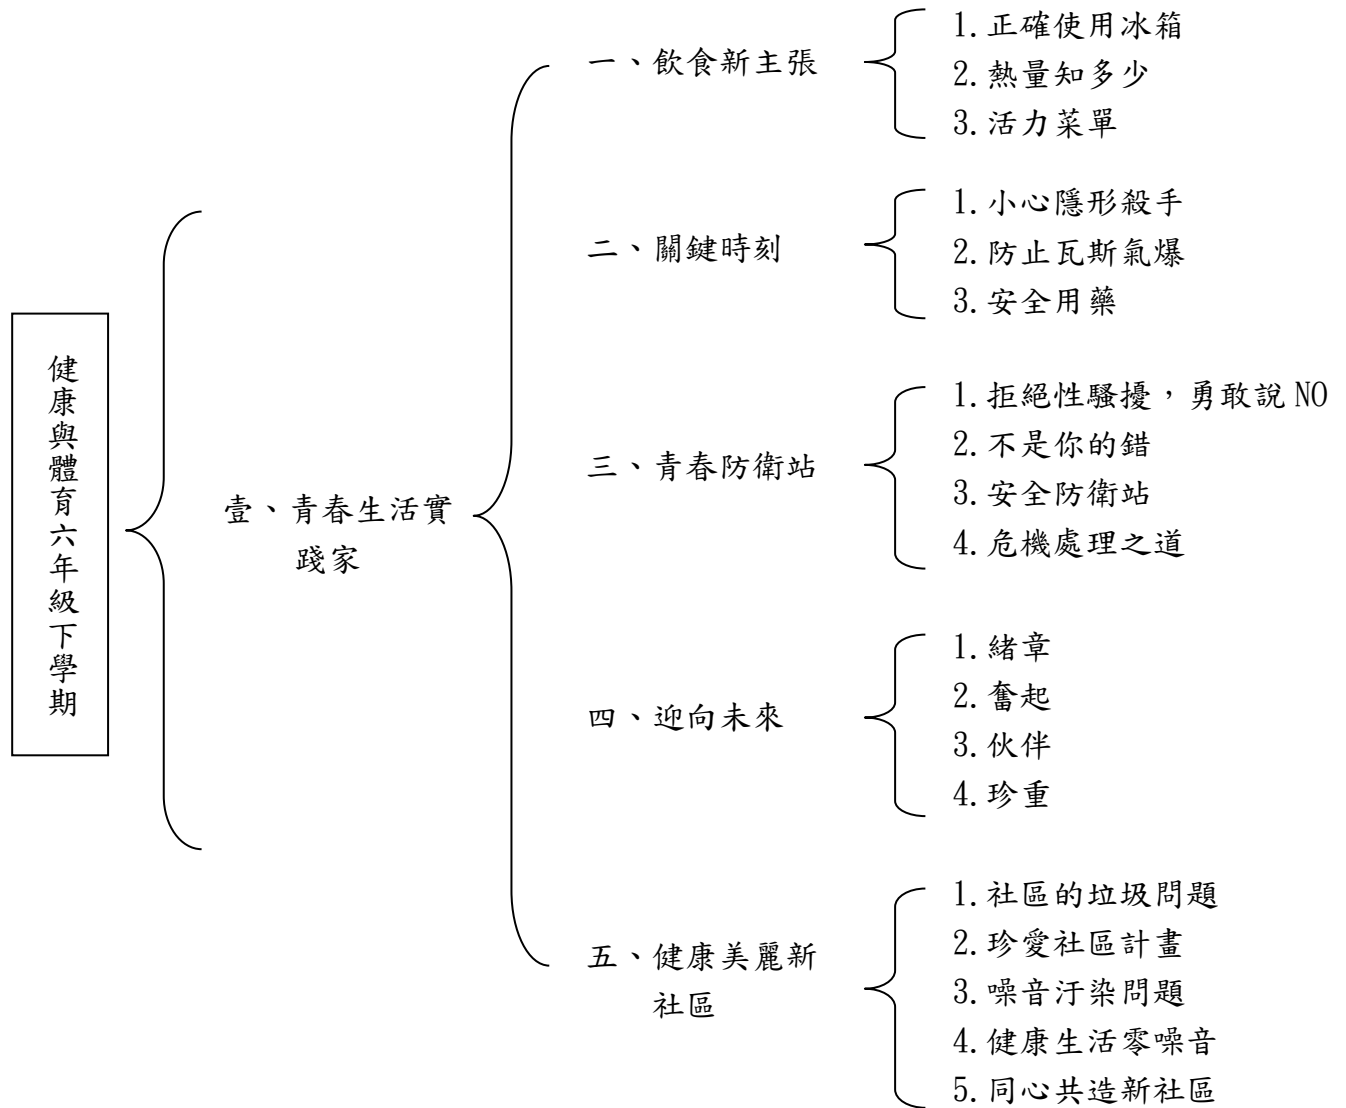 健康與體育六年級下學期
壹、青春生活實
踐家
一、飲食新主張
1.正確使用冰箱
2.熱量知多少
3.活力菜單
二、關鍵時刻
1.小心隱形殺手
2.防止瓦斯氣爆
3.安全用藥
三、青春防衛站
1.拒絕性騷擾，勇敢說 NO
2.不是你的錯
3.安全防衛站
4.危機處理之道
四、迎向未來
1.緒章
2.奮起
3.伙伴
4.珍重
五、健康美麗新
社區
1.社區的垃圾問題
2.珍愛社區計畫
3.噪音汙染問題
4.健康生活零噪音
5.同心共造新社區